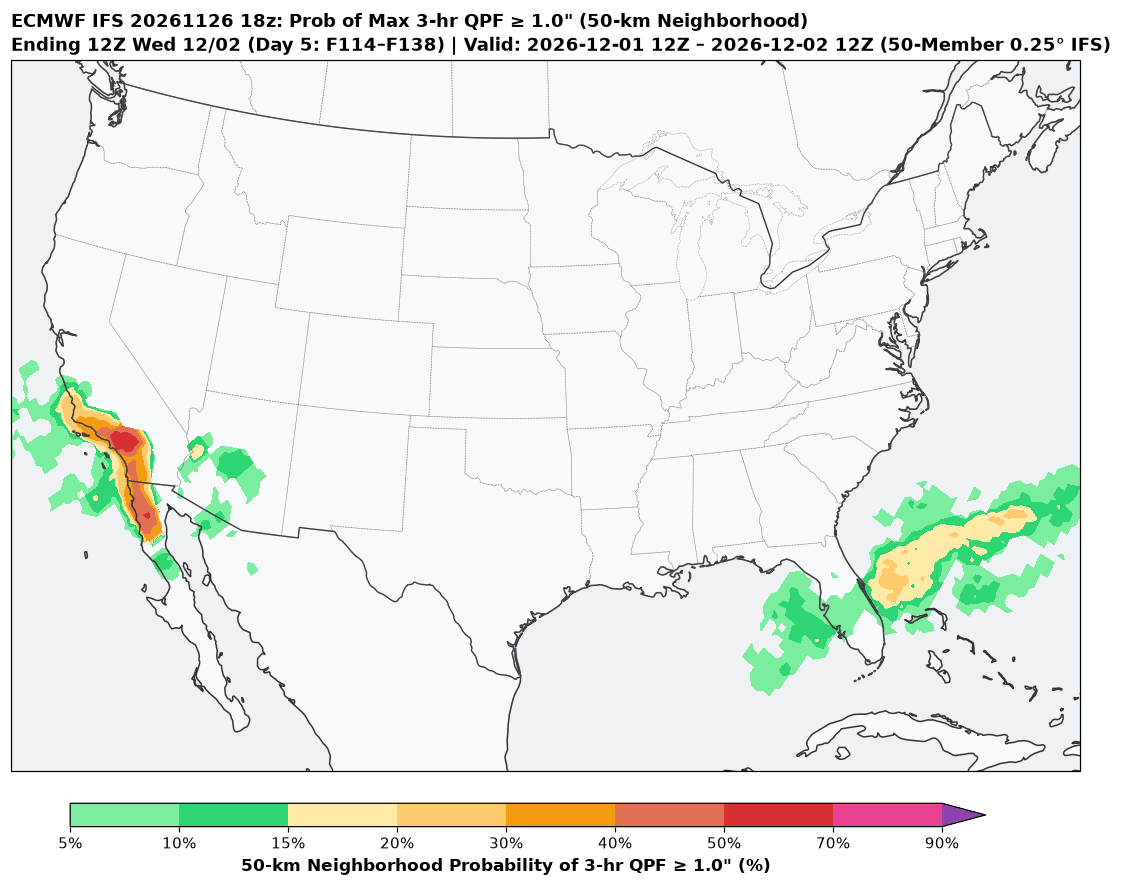 ECMWF IFS 20261126 18z: Prob of Max 3-hr QPF ≥ 1.0" (50-km Neighborhood)
Ending 12Z Wed 12/02 (Day 5: F114–F138) | Valid: 2026-12-01 12Z – 2026-12-02 12Z (50-Member 0.25° IFS)
5% 10% 15% 20% 30% 40% 50% 70% 90%
50-km Neighborhood Probability of 3-hr QPF ≥ 1.0" (%)